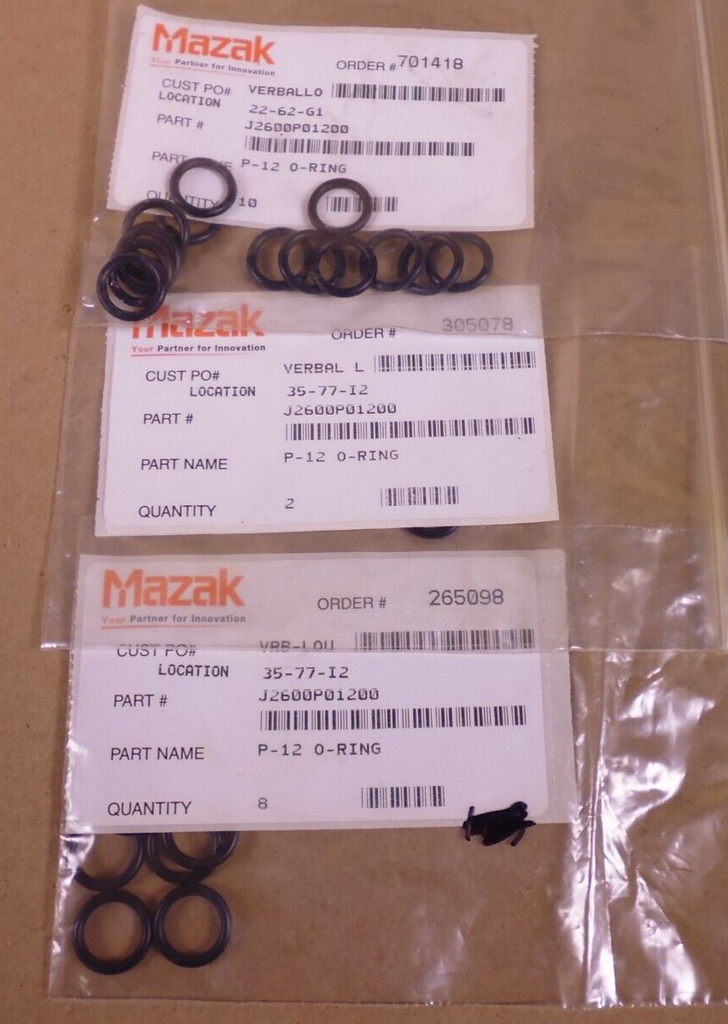 Mazak
Your Partner for Innovation
ORDER # 701418
CUST PO# VERBALLO
LOCATION 22-62-G1
PART # J2600P01200
P-12 O-RING
10
Mazak
Your Partner for Innovation
ORDER # 305078
CUST PO# VERBAL L
LOCATION 35-77-I2
PART # J2600P01200
PART NAME P-12 O-RING
QUANTITY 2
Mazak
Your Partner for Innovation
ORDER # 265098
CUST PO# VRB-LOU
LOCATION 35-77-I2
PART # J2600P01200
PART NAME P-12 O-RING
QUANTITY 8